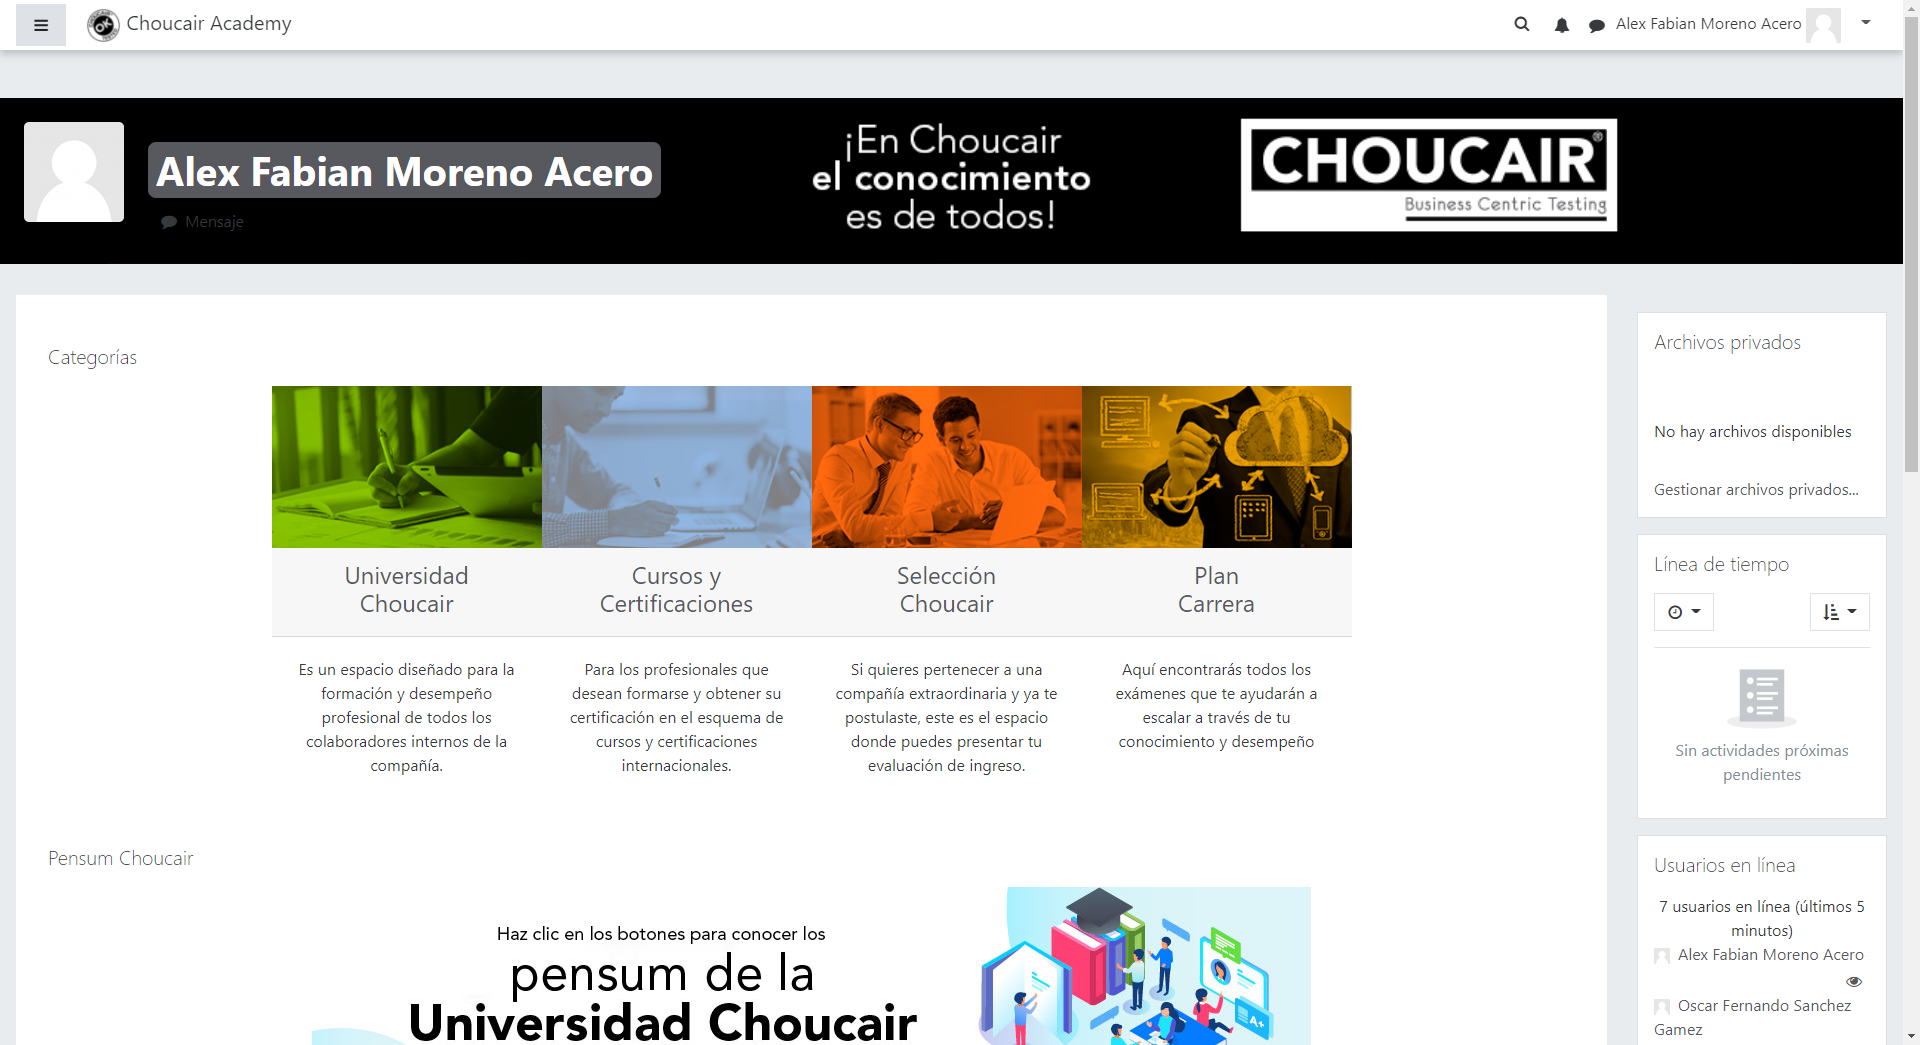 Choucair Academy
Alex Fabian Moreno Acero
Alex Fabian Moreno Acero
Mensaje
¡En Choucair
el conocimiento
es de todos!
CHOUCAIR®
Business Centric Testing
Categorías
Universidad
Choucair
Es un espacio diseñado para la
formación y desempeño
profesional de todos los
colaboradores internos de la
compañía.
Cursos y
Certificaciones
Para los profesionales que
desean formarse y obtener su
certificación en el esquema de
cursos y certificaciones
internacionales.
Selección
Choucair
Si quieres pertenecer a una
compañía extraordinaria y ya te
postulaste, este es el espacio
donde puedes presentar tu
evaluación de ingreso.
Plan
Carrera
Aquí encontrarás todos los
exámenes que te ayudarán a
escalar a través de tu
conocimiento y desempeño
Pensum Choucair
Haz clic en los botones para conocer los
pensum de la
Universidad Choucair
A+
Archivos privados
No hay archivos disponibles
Gestionar archivos privados...
Línea de tiempo
Sin actividades próximas
pendientes
Usuarios en línea
7 usuarios en línea (últimos 5
minutos)
Alex Fabian Moreno Acero
Oscar Fernando Sanchez
Gamez